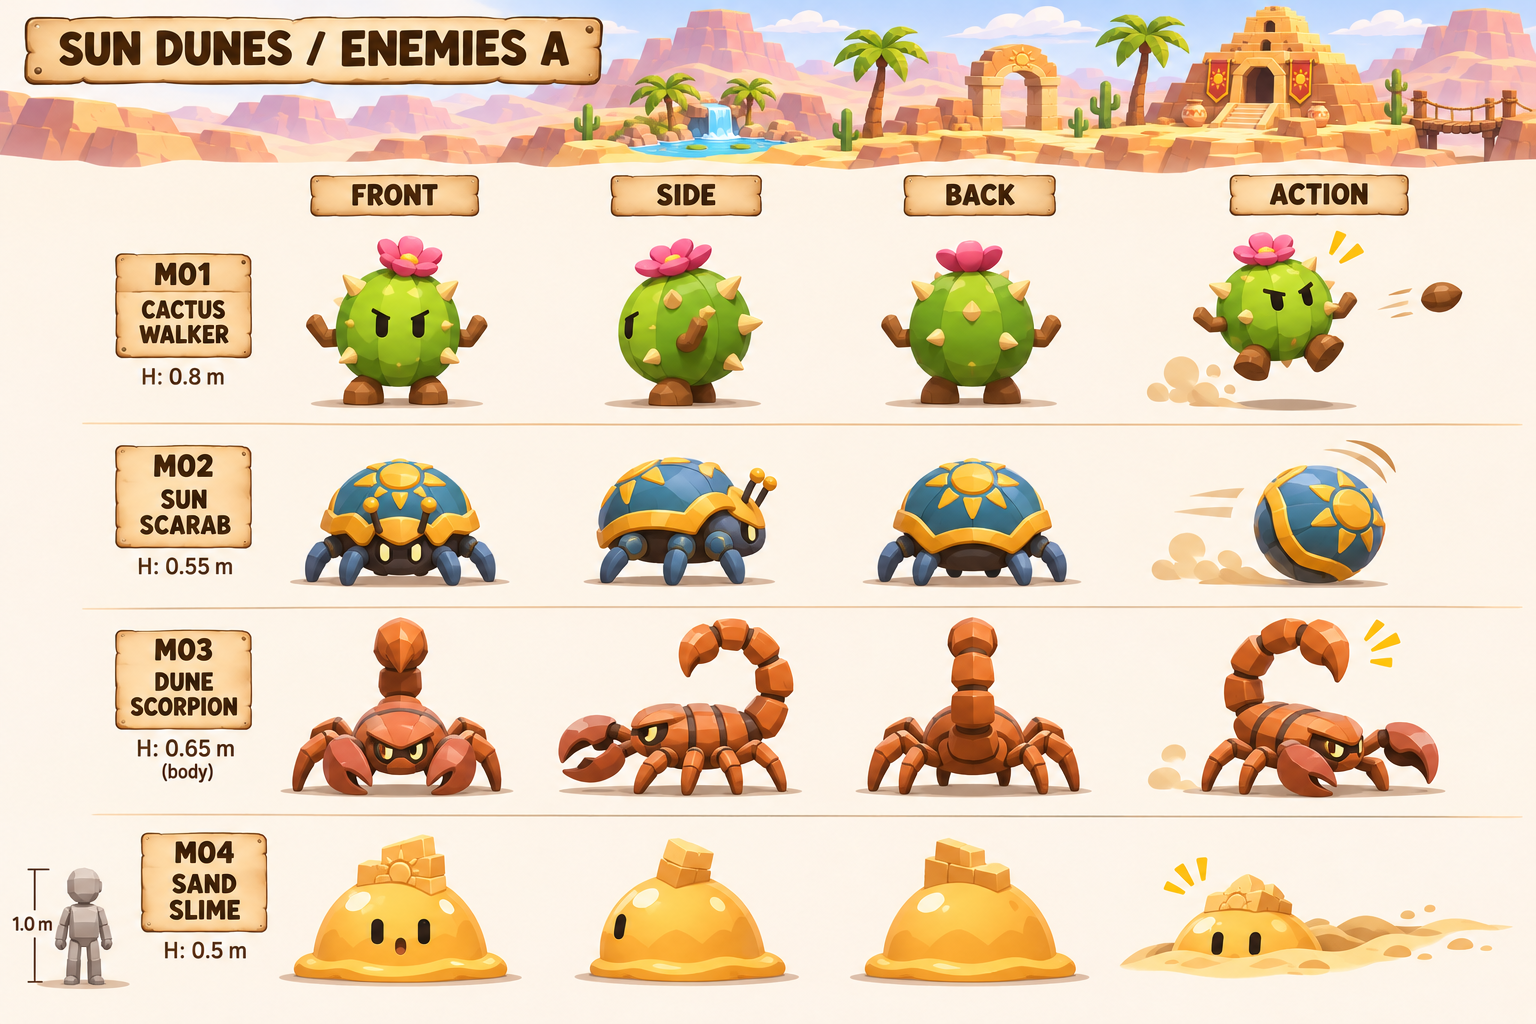 SUN DUNES / ENEMIES A
FRONT
SIDE
BACK
ACTION
M01
CACTUS
WALKER
H: 0.8 m
M02
SUN
SCARAB
H: 0.55 m
M03
DUNE
SCORPION
H: 0.65 m
(body)
1.0 m
M04
SAND
SLIME
H: 0.5 m